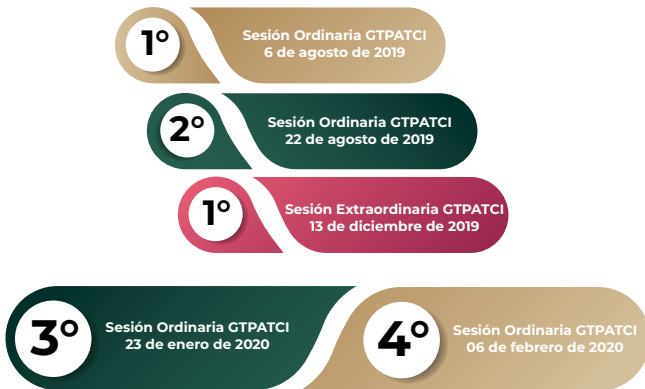 1°
Sesión Ordinaria GTPATCI
6 de agosto de 2019
2°
Sesión Ordinaria GTPATCI
22 de agosto de 2019
1°
Sesión Extraordinaria GTPATCI
13 de diciembre de 2019
3°
Sesión Ordinaria GTPATCI
23 de enero de 2020
4°
Sesión Ordinaria GTPATCI
06 de febrero de 2020